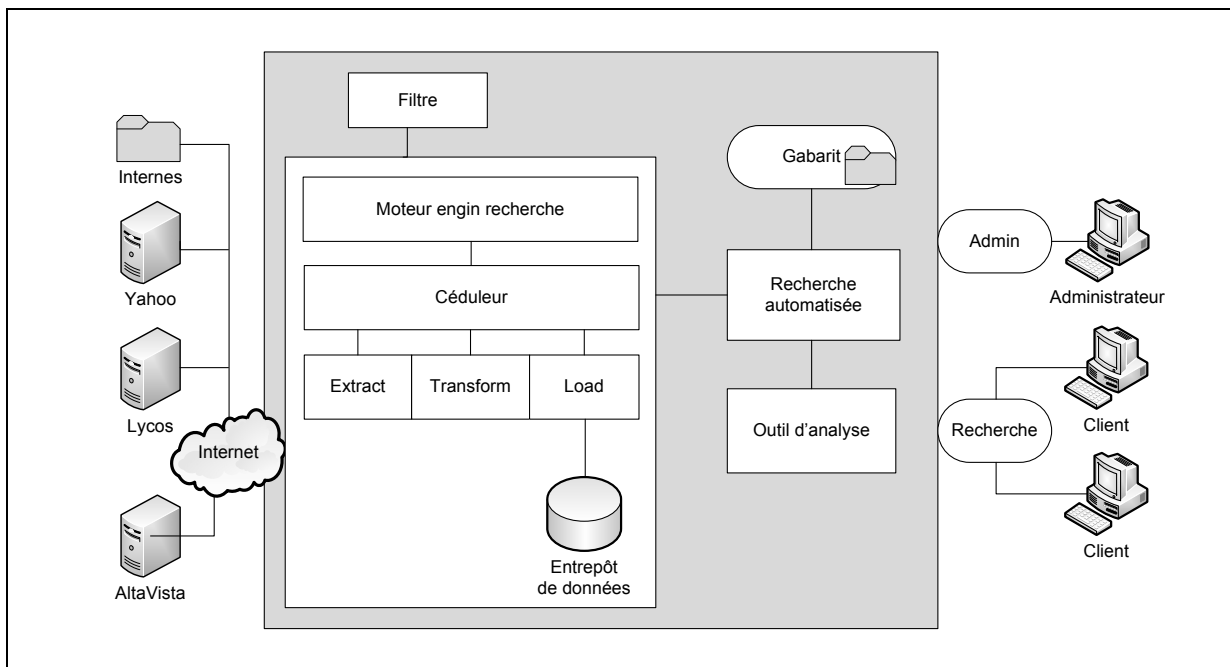 Filtre
Internes
Yahoo
Lycos
Internet
AltaVista
Moteur engin recherche
Céduleur
Extract
Transform
Load
Entrepôt
de données
Gabarit
Recherche
automatisée
Outil d'analyse
Admin
Administrateur
Recherche
Client
Client